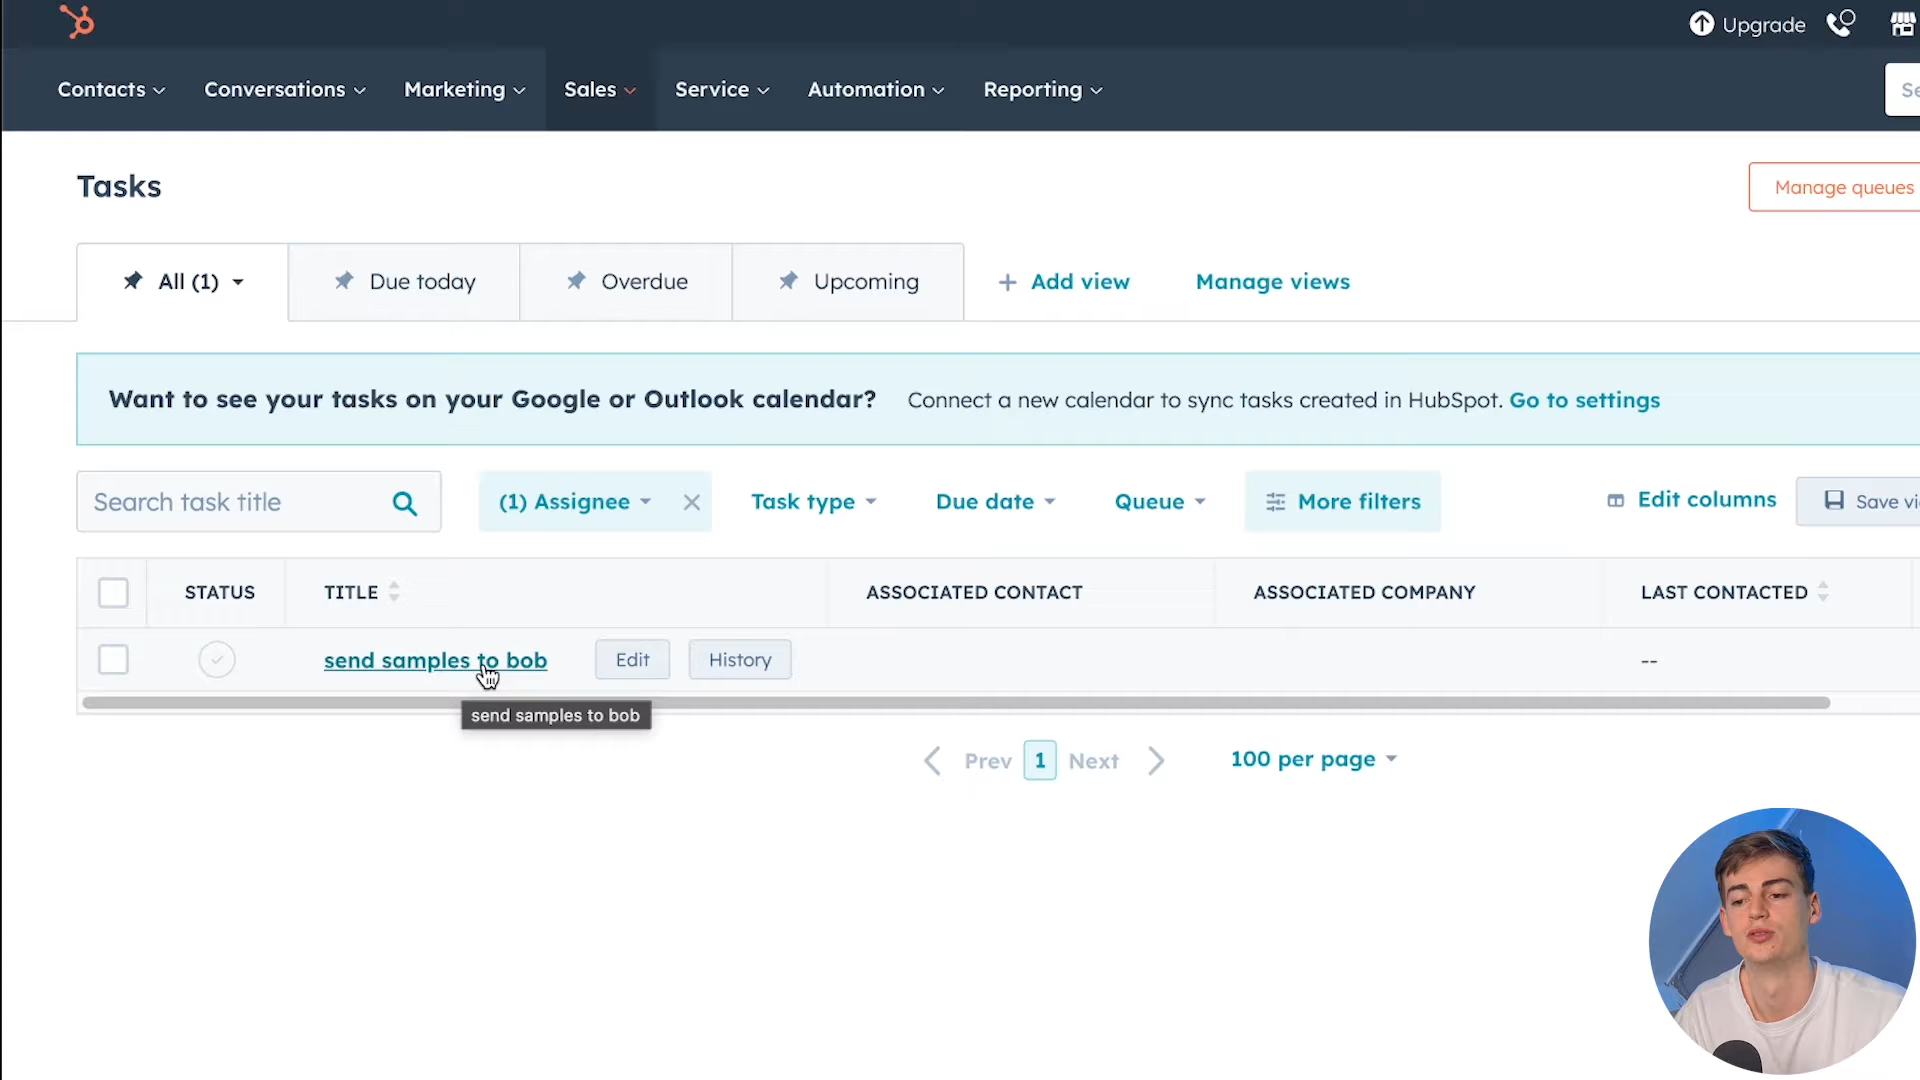 Upgrade
Contacts
Conversations
Marketing
Sales
Service
Automation
Reporting
Tasks
Manage queues
All (1)
Due today
Overdue
Upcoming
+ Add view
Manage views
Want to see your tasks on your Google or Outlook calendar? Connect a new calendar to sync tasks created in HubSpot. Go to settings
Search task title
(1) Assignee
Task type
Due date
Queue
More filters
Edit columns
Save
STATUS
TITLE
ASSOCIATED CONTACT
ASSOCIATED COMPANY
LAST CONTACTED
send samples to bob
Edit
History
--
send samples to bob
Prev
1
Next
100 per page